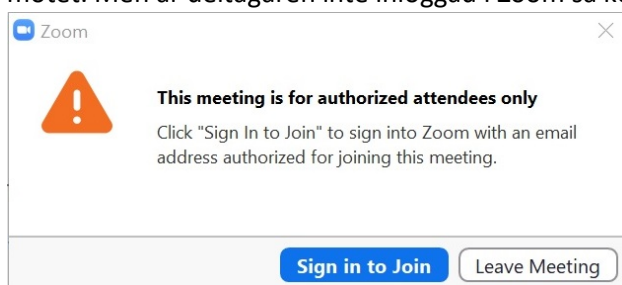 Men är deltagaren inte inloggad i Zoom så
Zoom
This meeting is for authorized attendees only
Click "Sign In to Join" to sign into Zoom with an email
address authorized for joining this meeting.
Sign in to Join
Leave Meeting